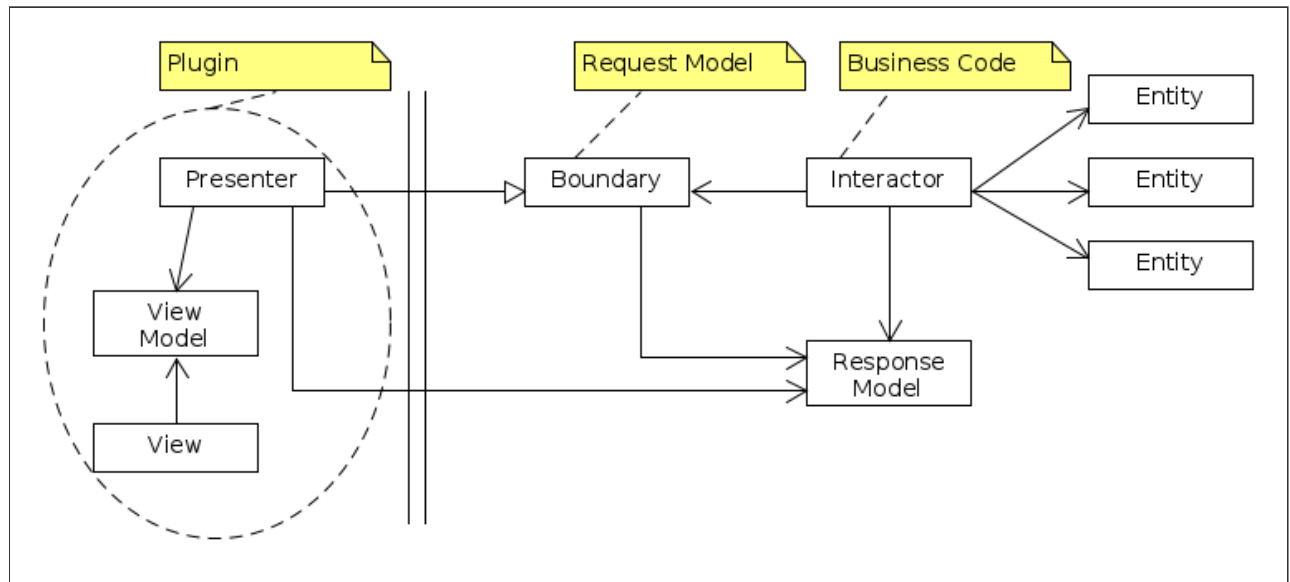 Plugin
Request Model
Business Code
Entity
Presenter
Boundary
Interactor
Entity
Entity
View
Model
Response
Model
View